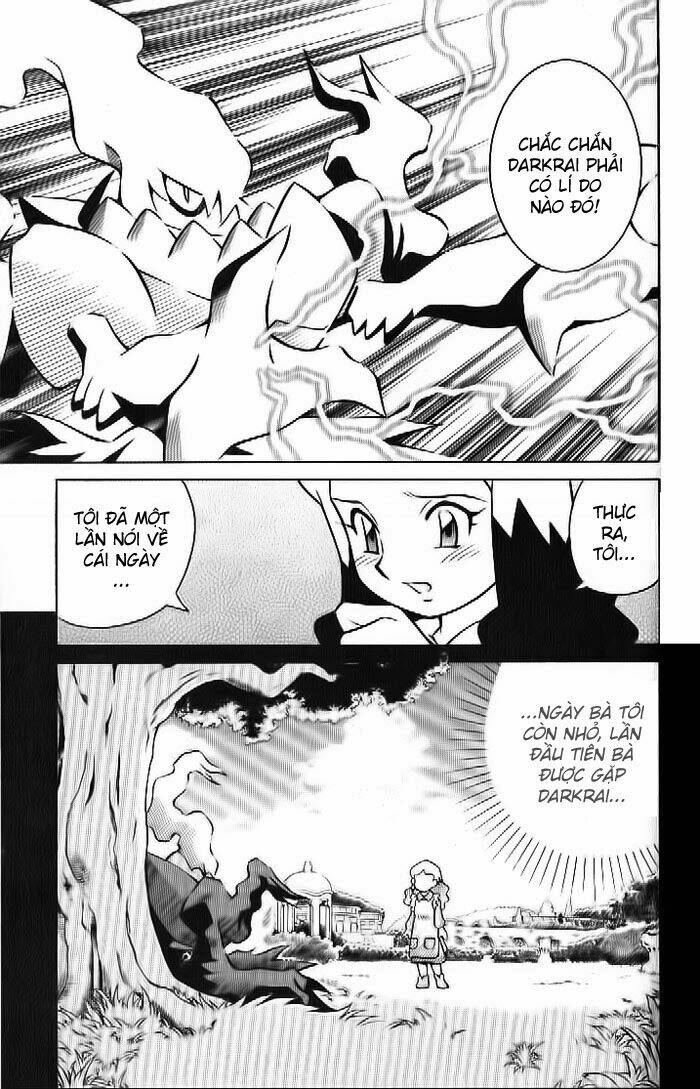 CHẮC CHẮN
DARKRAI PHẢI
CÓ LÍ DO
NÀO ĐÓ!
THỰC
RA,
TÔI...
TÔI ĐÃ MỘT
LẦN NÓI VỀ
CÁI NGÀY
...
...NGÀY BÀ TÔI
CÒN NHỎ, LẦN
ĐẦU TIÊN BÀ
ĐƯỢC GẶP
DARKRAI...